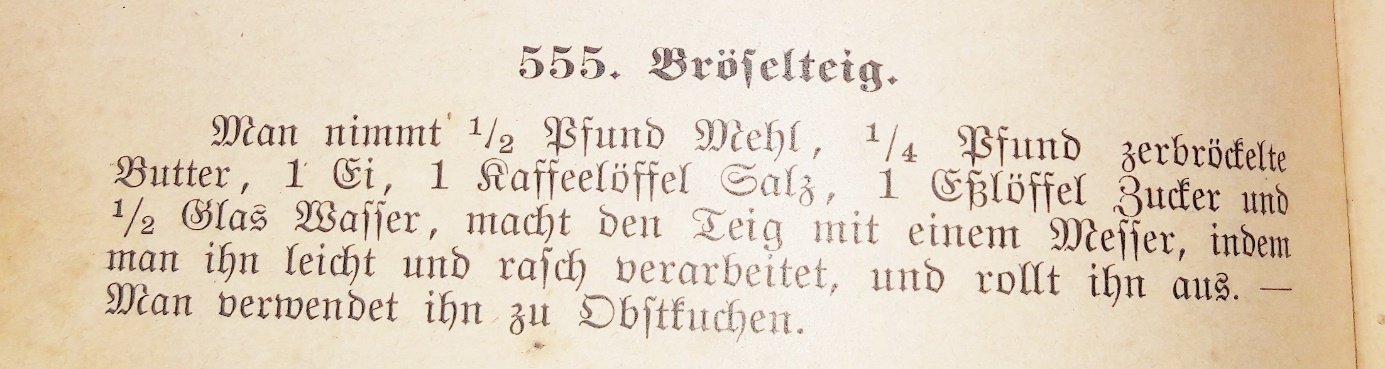 555. Bröselteig.
Man nimmt 1/2 Pfund Mehl, 1/4 Pfund zerbröckelte
Butter, 1 Ei, 1 Kaffeelöffel Salz, 1 Eßlöffel Zucker und
1/2 Glas Wasser, macht den Teig mit einem Messer, indem
man ihn leicht und rasch verarbeitet, und rollt ihn aus. —
Man verwendet ihn zu Obstkuchen.